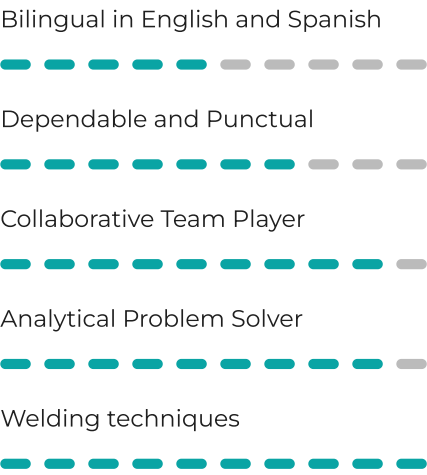 Bilingual in English and Spanish
Dependable and Punctual
Collaborative Team Player
Analytical Problem Solver
Welding techniques